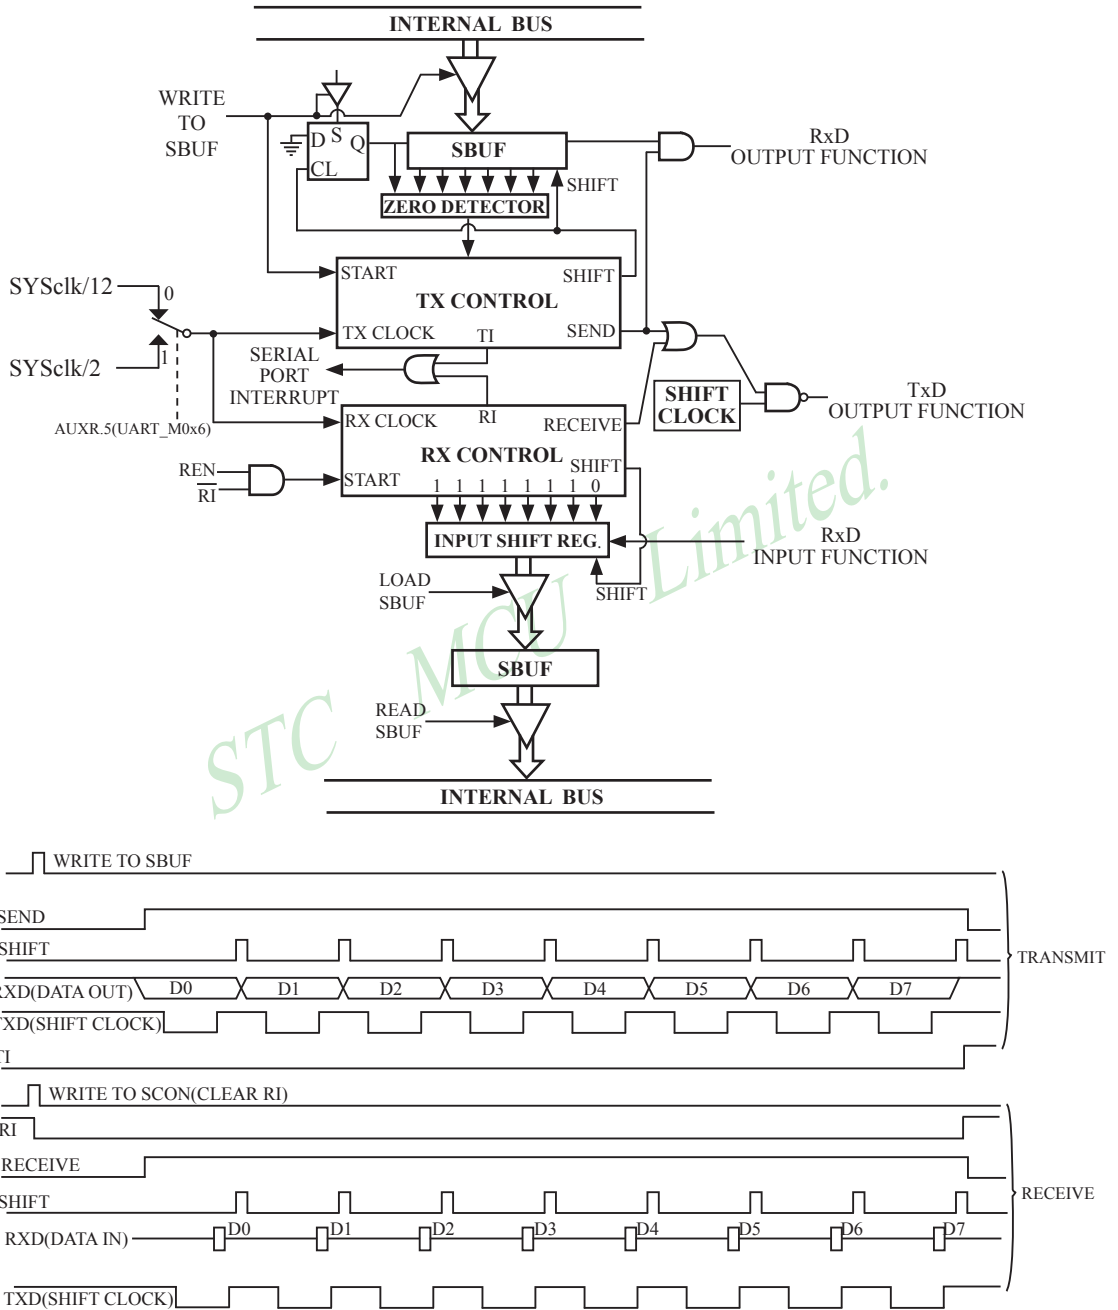 INTERNAL BUS
WRITE
TO
SBUF
D S Q
CL
SBUF
RxD
OUTPUT FUNCTION
SHIFT
ZERO DETECTOR
START
SHIFT
TX CONTROL
SYSclk/12
0
TX CLOCK
TI
SEND
SYSclk/2
1
SERIAL
PORT
INTERRUPT
SHIFT
CLOCK
TxD
OUTPUT FUNCTION
AUXR.5(UART_M0x6)
RX CLOCK
RI
RECEIVE
RX CONTROL
SHIFT
REN
RI
START
1 1 1 1 1 1 1 0
INPUT SHIFT REG.
RxD
INPUT FUNCTION
LOAD
SBUF
SHIFT
SBUF
READ
SBUF
INTERNAL BUS
STC MCU Limited.
WRITE TO SBUF
SEND
SHIFT
RXD(DATA OUT) D0 D1 D2 D3 D4 D5 D6 D7
TXD(SHIFT CLOCK)
TI
TRANSMIT
WRITE TO SCON(CLEAR RI)
RI
RECEIVE
SHIFT
RECEIVE
RXD(DATA IN) D0 D1 D2 D3 D4 D5 D6 D7
TXD(SHIFT CLOCK)